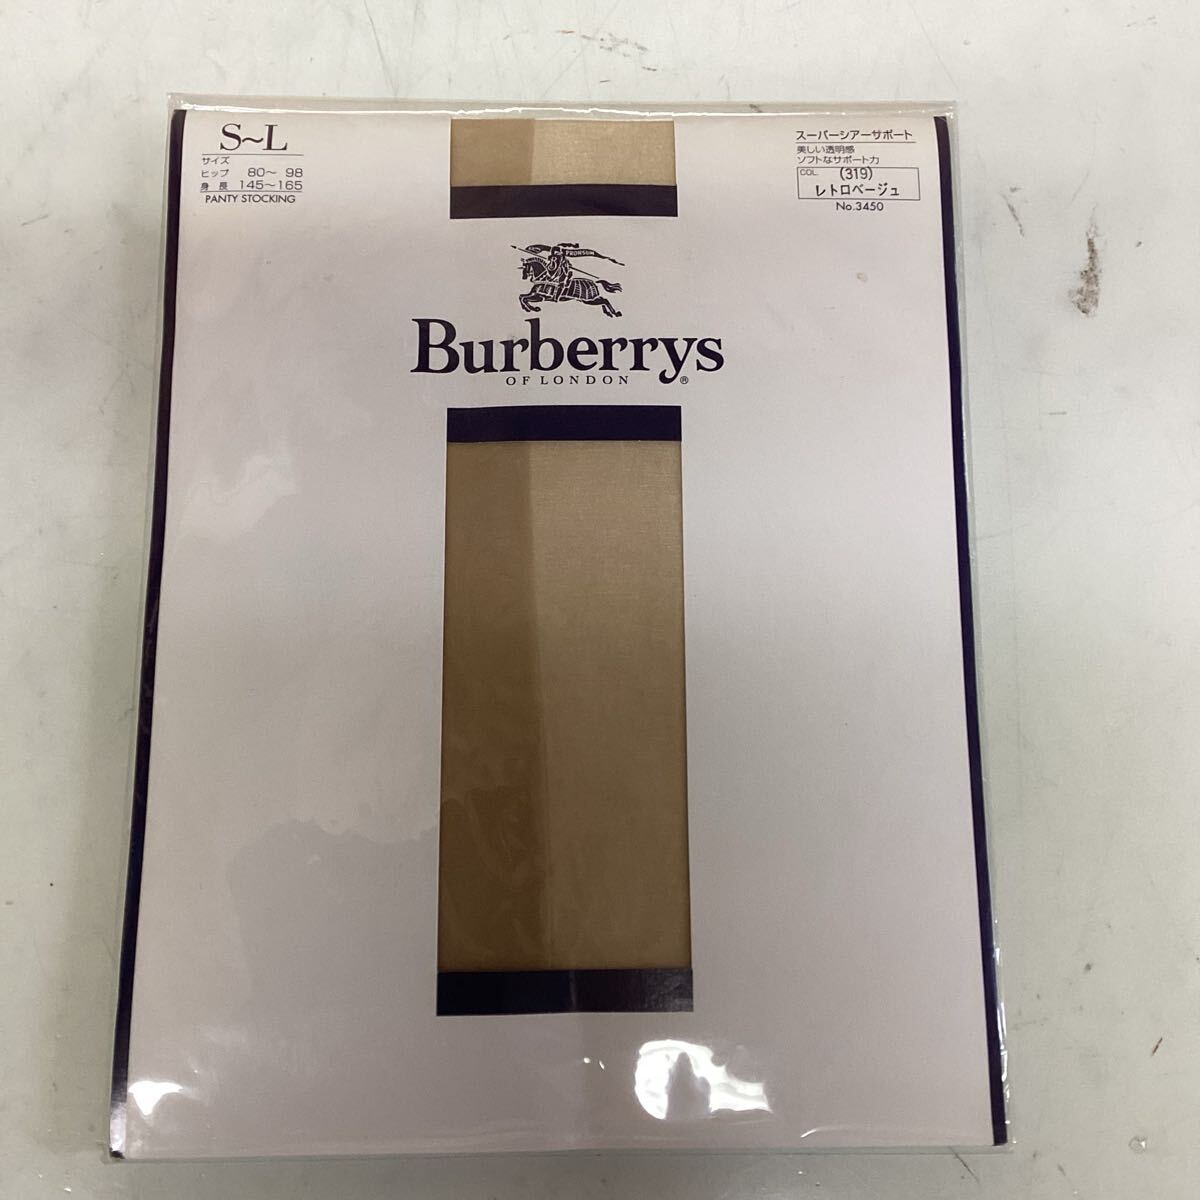 S~L
サイズ
ヒップ 80~ 98
身 長 145~165
PANTY STOCKING
スーパーシアーサポート
美しい透明感
ソフトなサポート力
COL. (319)
レトロベージュ
No.3450
PRORSUM
Burberrys
OF LONDON ®